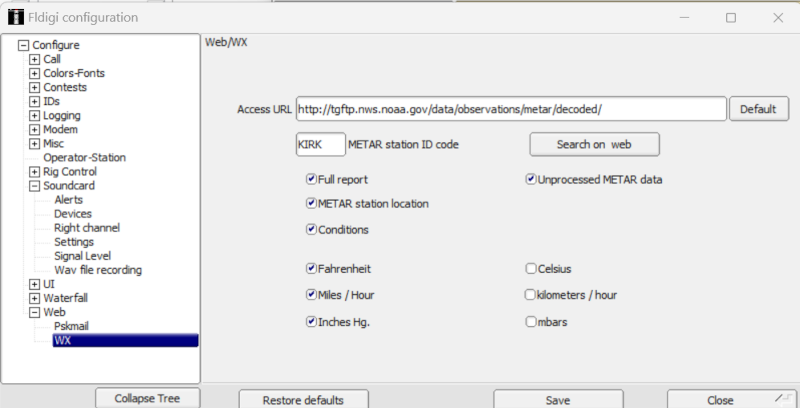 Fldigi configuration
Configure
Call
Colors-Fonts
Contests
IDs
Logging
Modem
Misc
Operator-Station
Rig Control
Soundcard
Alerts
Devices
Right channel
Settings
Signal Level
Wav file recording
UI
Waterfall
Web
Pskmail
WX
Collapse Tree
Web/WX
Access URL http://tgftp.nws.noaa.gov/data/observations/metar/decoded/ Default
KIRK METAR station ID code Search on web
Full report Unprocessed METAR data
METAR station location
Conditions
Fahrenheit Celsius
Miles / Hour kilometers / hour
Inches Hg. mbars
Restore defaults Save Close